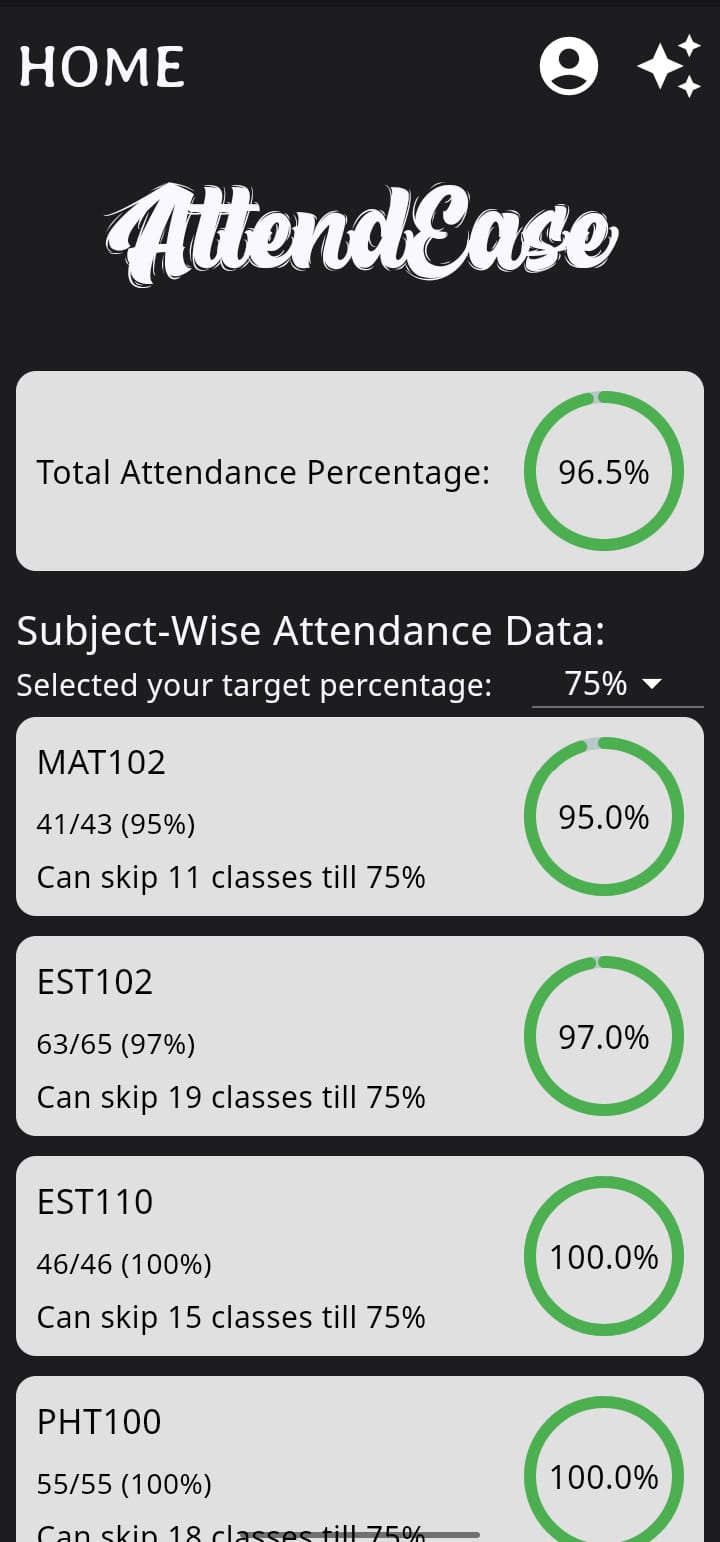 HOME
AttendEase
Total Attendance Percentage: 96.5%
Subject-Wise Attendance Data:
Selected your target percentage: 75%
MAT102
41/43 (95%)
95.0%
Can skip 11 classes till 75%
EST102
63/65 (97%)
97.0%
Can skip 19 classes till 75%
EST110
46/46 (100%)
100.0%
Can skip 15 classes till 75%
PHT100
55/55 (100%)
100.0%
Can skip 18 classes till 75%